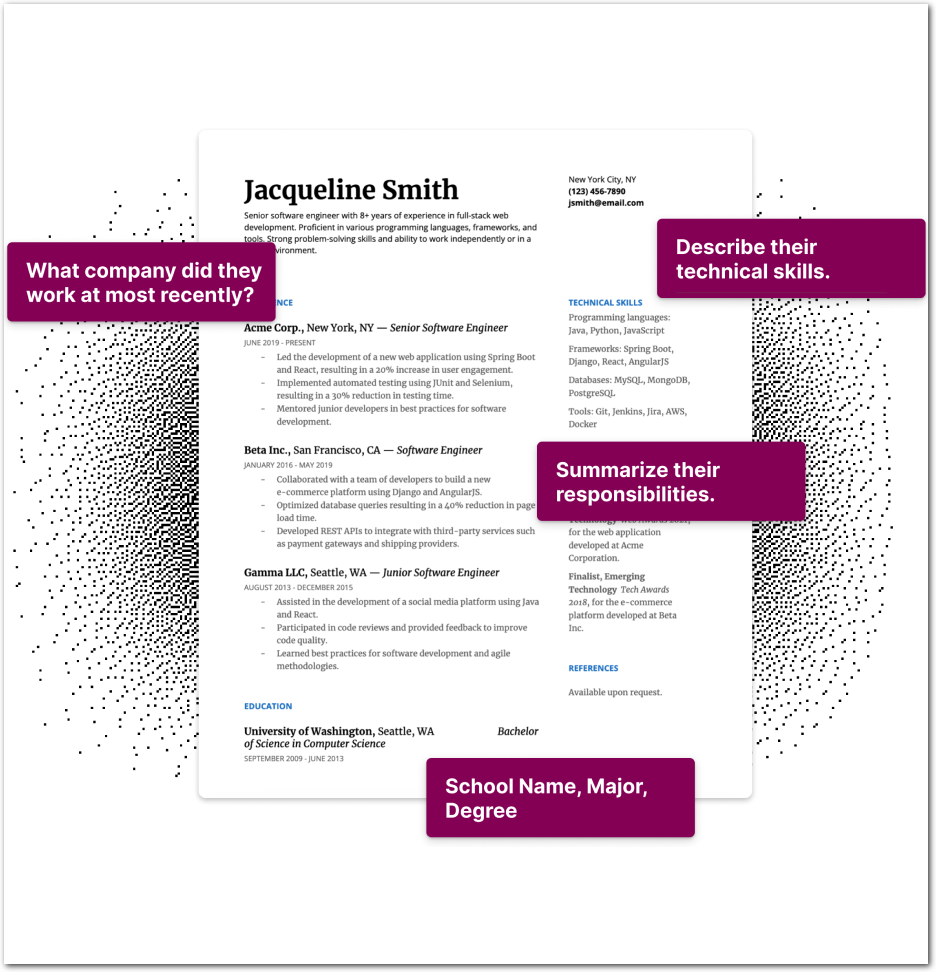 Jacqueline Smith
Senior software engineer with 8+ years of experience in full-stack web
development. Proficient in various programming languages, frameworks, and
tools. Strong problem-solving skills and ability to work independently or in a
New York City, NY
(123) 456-7890
jsmith@email.com
What company did they
work at most recently?
Describe their
technical skills.
Acme Corp., New York, NY — Senior Software Engineer
JUNE 2019 - PRESENT
- Led the development of a new web application using Spring Boot
and React, resulting in a 20% increase in user engagement.
- Implemented automated testing using JUnit and Selenium,
resulting in a 30% reduction in testing time.
- Mentored junior developers in best practices for software
development.
Beta Inc., San Francisco, CA — Software Engineer
JANUARY 2016 - MAY 2019
- Collaborated with a team of developers to build a new
e-commerce platform using Django and AngularJS.
- Optimized database queries resulting in a 40% reduction in page
load time.
- Developed REST APIs to integrate with third-party services such
as payment gateways and shipping providers.
Gamma LLC, Seattle, WA — Junior Software Engineer
AUGUST 2013 - DECEMBER 2015
- Assisted in the development of a social media platform using Java
and React.
- Participated in code reviews and provided feedback to improve
code quality.
- Learned best practices for software development and agile
methodologies.
EDUCATION
University of Washington, Seattle, WA Bachelor
of Science in Computer Science
SEPTEMBER 2009 - JUNE 2013
TECHNICAL SKILLS
Programming languages:
Java, Python, JavaScript
Frameworks: Spring Boot,
Django, React, AngularJS
Databases: MySQL, MongoDB,
PostgreSQL
Tools: Git, Jenkins, Jira, AWS,
Docker
Summarize their
responsibilities.
for the web application
developed at Acme
Corporation.
Finalist, Emerging
Technology Tech Awards
2018, for the e-commerce
platform developed at Beta
Inc.
REFERENCES
Available upon request.
School Name, Major,
Degree